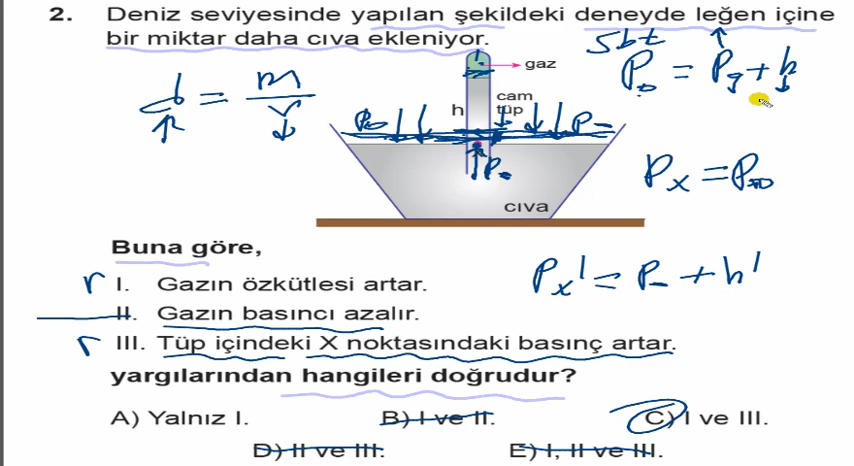 2. Deniz seviyesinde yapılan şekildeki deneyde leğen içine
bir miktar daha cıva ekleniyor.
sbt
P₀ = Pg + h
d = m / v
gaz
h
cam
tüp
P₀
Px = P₀
cıva
Px' = P₀ + h'
Buna göre,
I. Gazın özkütlesi artar.
II. Gazın basıncı azalır.
III. Tüp içindeki X noktasındaki basınç artar.
yargılarından hangileri doğrudur?
A) Yalnız I.
B) I ve II.
C) I ve III.
D) II ve III.
E) I, II ve III.